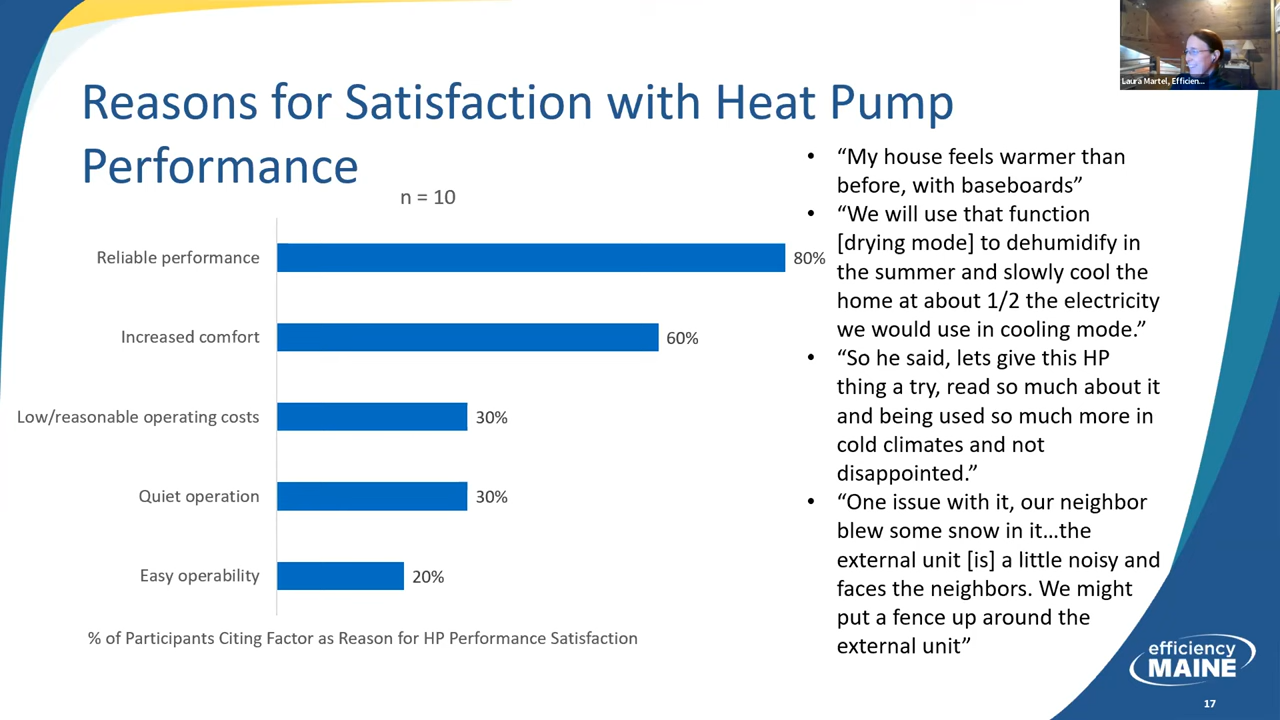 Laura Martel, Efficien...
Reasons for Satisfaction with Heat Pump
Performance
n = 10
Reliable performance
80%
Increased comfort
60%
Low/reasonable operating costs
30%
Quiet operation
30%
Easy operability
20%
% of Participants Citing Factor as Reason for HP Performance Satisfaction
• “My house feels warmer than
before, with baseboards”
• “We will use that function
[drying mode] to dehumidify in
the summer and slowly cool the
home at about 1/2 the electricity
we would use in cooling mode.”
• “So he said, lets give this HP
thing a try, read so much about it
and being used so much more in
cold climates and not
disappointed.”
• “One issue with it, our neighbor
blew some snow in it…the
external unit [is] a little noisy and
faces the neighbors. We might
put a fence up around the
external unit”
efficiency
MAINE
17